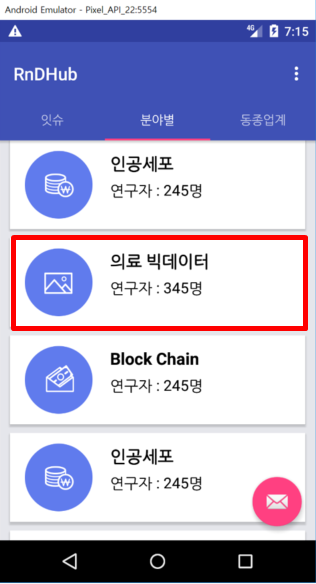 Android Emulator - Pixel_API_22:5554
4G 7:15
RnDHub
잇슈 분야별 동종업계
인공세포
연구자 : 245명
의료 빅데이터
연구자 : 345명
Block Chain
연구자 : 245명
인공세포
연구자 : 245명